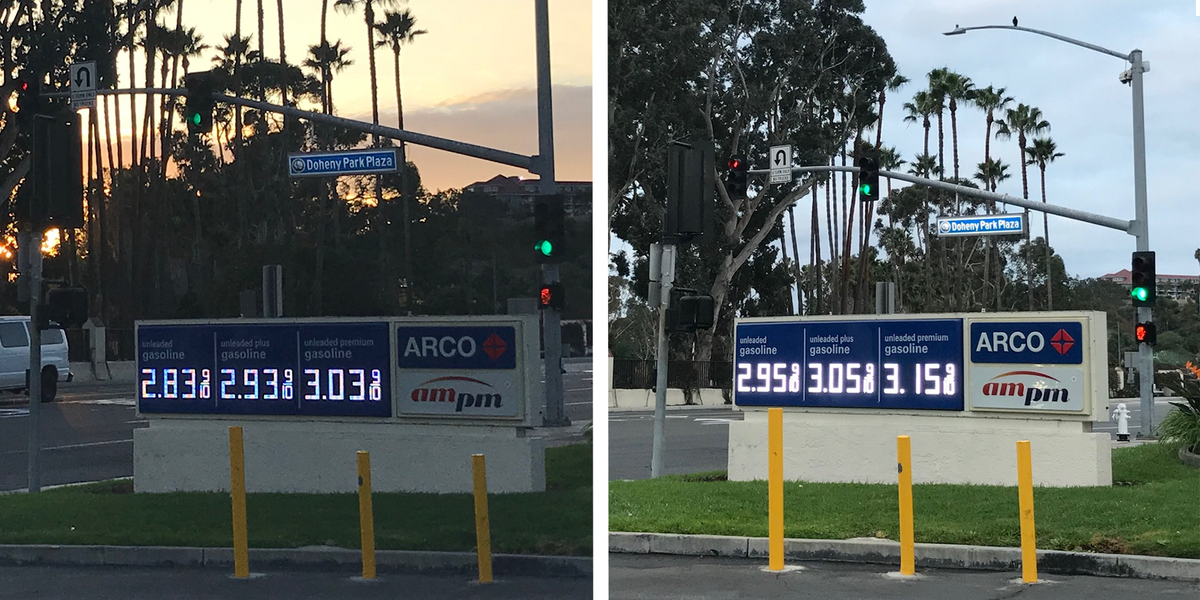 Doheny Park Plaza
unleaded
gasoline
unleaded plus
gasoline
unleaded premium
gasoline
2.83 9/10
2.93 9/10
3.03 9/10
ARCO
ampm
Doheny Park Plaza
unleaded
gasoline
unleaded plus
gasoline
unleaded premium
gasoline
2.95 9/10
3.05 9/10
3.15 9/10
ARCO
ampm